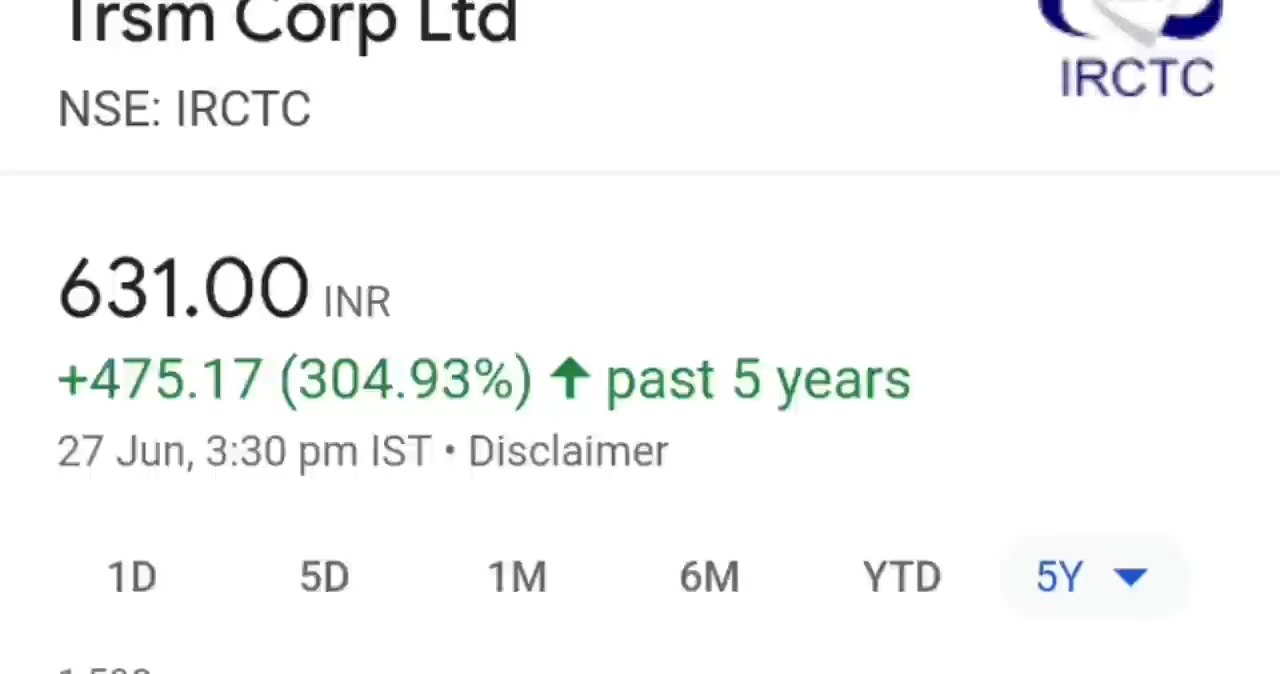 Trsm Corp Ltd
IRCTC
NSE: IRCTC
631.00 INR
+475.17 (304.93%) ↑ past 5 years
27 Jun, 3:30 pm IST • Disclaimer
1D 5D 1M 6M YTD 5Y